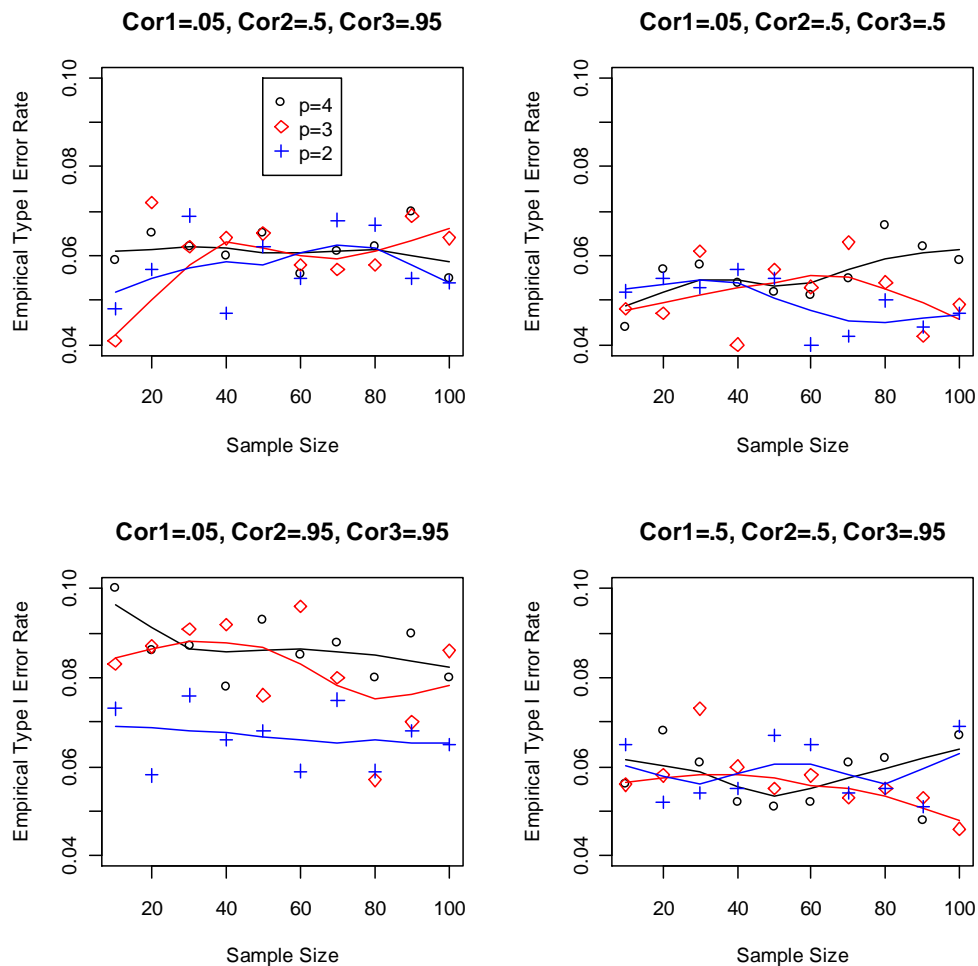 Cor1=.05, Cor2=.5, Cor3=.95
Empirical Type I Error Rate
0.10
0.08
0.06
0.04
p=4
p=3
p=2
20 40 60 80 100
Sample Size
Cor1=.05, Cor2=.5, Cor3=.5
Empirical Type I Error Rate
0.10
0.08
0.06
0.04
20 40 60 80 100
Sample Size
Cor1=.05, Cor2=.95, Cor3=.95
Empirical Type I Error Rate
0.10
0.08
0.06
0.04
20 40 60 80 100
Sample Size
Cor1=.5, Cor2=.5, Cor3=.95
Empirical Type I Error Rate
0.10
0.08
0.06
0.04
20 40 60 80 100
Sample Size